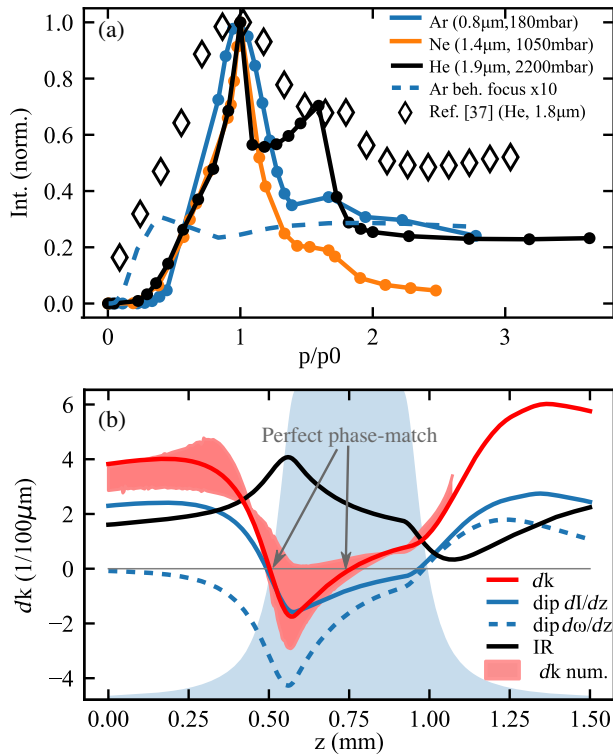 (a)
Int. (norm.)
1.0
0.8
0.6
0.4
0.2
0.0
Ar (0.8μm,180mbar)
Ne (1.4μm, 1050mbar)
He (1.9μm, 2200mbar)
Ar beh. focus x10
Ref. [37] (He, 1.8μm)
0 1 2 3
p/p0
(b)
dk (1/100μm)
6
4
2
0
−2
−4
Perfect phase-match
dk
dip dI/dz
dip dω/dz
IR
dk num.
0.00 0.25 0.50 0.75 1.00 1.25 1.50
z (mm)